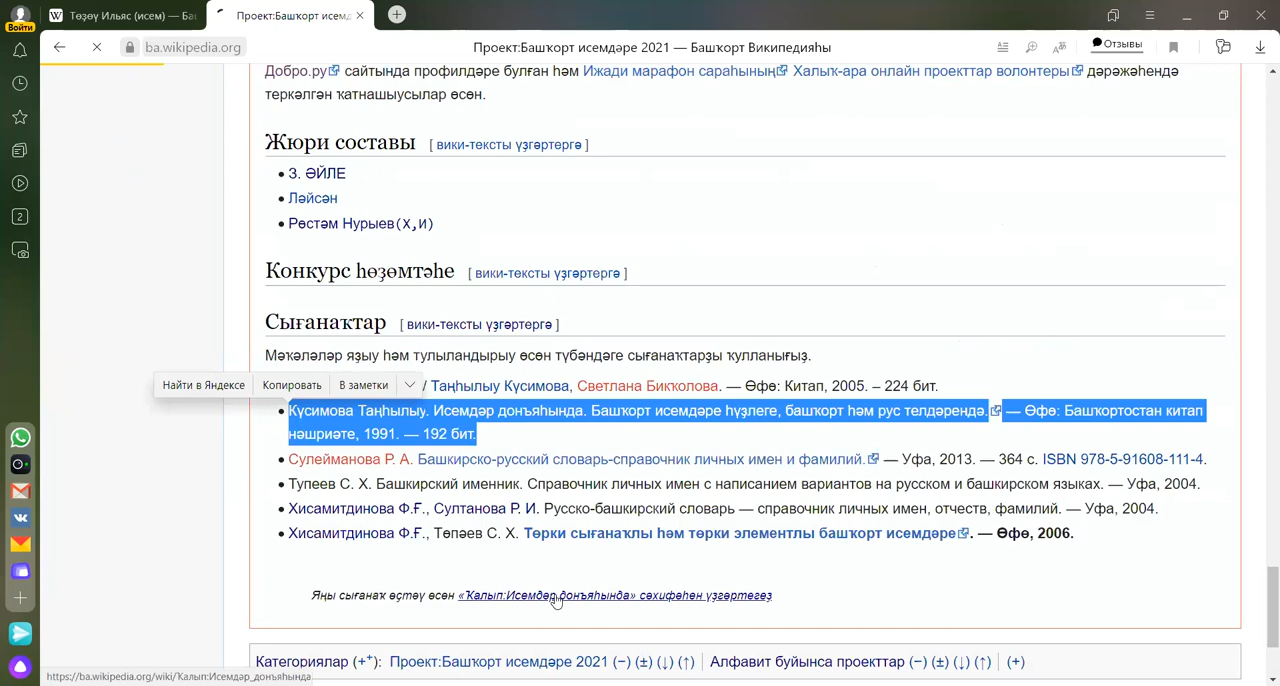 Төҙөү Ильяс (исем) — Ба
Проект:Башҡорт исемд
Войти
ba.wikipedia.org
Проект:Башҡорт исемдәре 2021 — Башҡорт Википедияһы
Отзывы
Добро.ру сайтында профилдәре булған һәм Ижади марафон сараһының Халыҡ-ара онлайн проекттар волонтеры дәрәжәһендә
теркәлгән ҡатнашыусылар өсөн.
Жюри составы [ вики-тексты үҙгәртергә ]
• З. ӘЙЛЕ
• Ләйсән
• Рөстәм Нурыев(Х,И)
Конкурс һөҙөмтәһе [ вики-тексты үҙгәртергә ]
Сығанаҡтар [ вики-тексты үҙгәртергә ]
Мәҡәләләр яҙыу һәм тулыландырыу өсөн түбәндәге сығанаҡтарҙы ҡулланығыҙ.
Найти в Яндексе Копировать В заметки
/ Таңһылыу Күсимова, Светлана Биҡҡолова. — Өфө: Китап, 2005. – 224 бит.
• Күсимова Таңһылыу. Исемдәр донъяһында. Башҡорт исемдәре һүҙлеге, башҡорт һәм рус телдәрендә. — Өфө: Башҡортостан китап
нәшриәте, 1991. — 192 бит.
• Сулейманова Р. А. Башкирско-русский словарь-справочник личных имен и фамилий. — Уфа, 2013. — 364 с. ISBN 978-5-91608-111-4.
• Тупеев С. Х. Башкирский именник. Справочник личных имен с написанием вариантов на русском и башкирском языках. — Уфа, 2004.
• Хисамитдинова Ф.Ғ., Султанова Р. И. Русско-башкирский словарь — справочник личных имен, отчеств, фамилий. — Уфа, 2004.
• Хисамитдинова Ф.Ғ., Төпәев С. Х. Төрки сығанаҡлы һәм төрки элементлы башҡорт исемдәре. — Өфө, 2006.
Яңы сығанаҡ өҫтәү өсөн «Ҡалып:Исемдәр донъяһында» сәхифәһен үҙгәртегеҙ
Категориялар (+⁺): Проект:Башҡорт исемдәре 2021 (−) (±) (↓) (↑) | Алфавит буйынса проекттар (−) (±) (↓) (↑) | (+)
https://ba.wikipedia.org/wiki/Ҡалып:Исемдәр_донъяһында